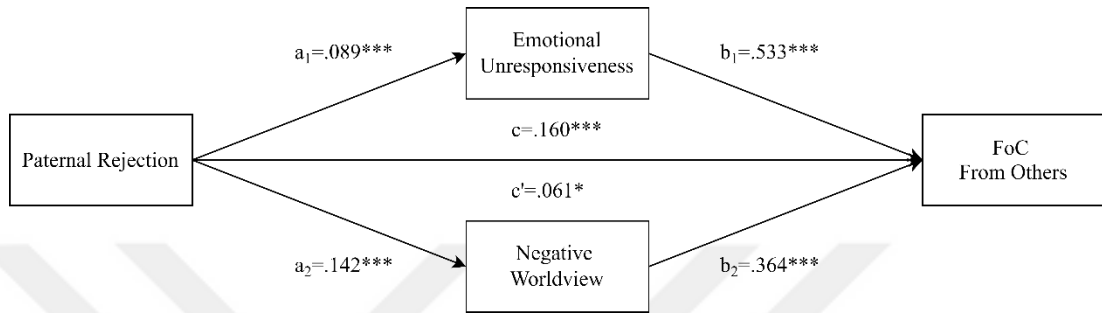 Emotional
Unresponsiveness
a₁=.089***
b₁=.533***
c=.160***
Paternal Rejection
FoC
From Others
c'=.061*
Negative
Worldview
a₂=.142***
b₂=.364***